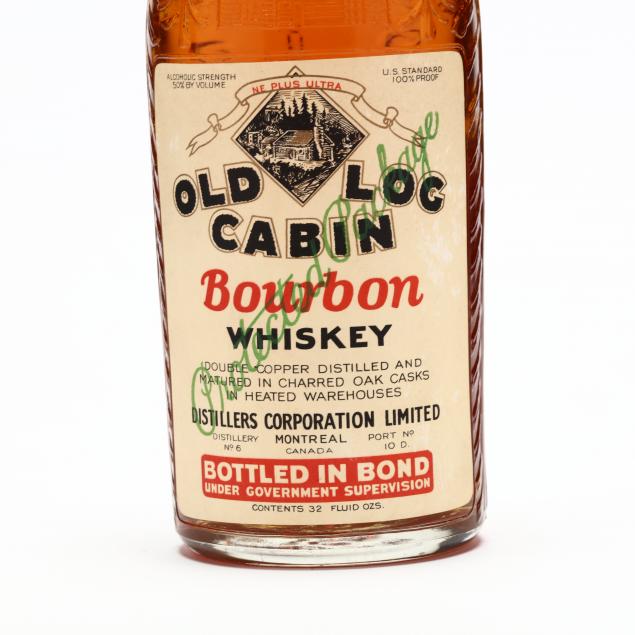 ALCOHOLIC STRENGTH
50% BY VOLUME
U.S. STANDARD
100% PROOF
NE PLUS ULTRA
OLD LOG
CABIN
Bourbon
WHISKEY
DOUBLE COPPER DISTILLED AND
MATURED IN CHARRED OAK CASKS
IN HEATED WAREHOUSES
DISTILLERS CORPORATION LIMITED
DISTILLERY
Nº 6
MONTREAL
CANADA
PORT Nº
10 D.
BOTTLED IN BOND
UNDER GOVERNMENT SUPERVISION
CONTENTS 32 FLUID OZS.
Protected Package